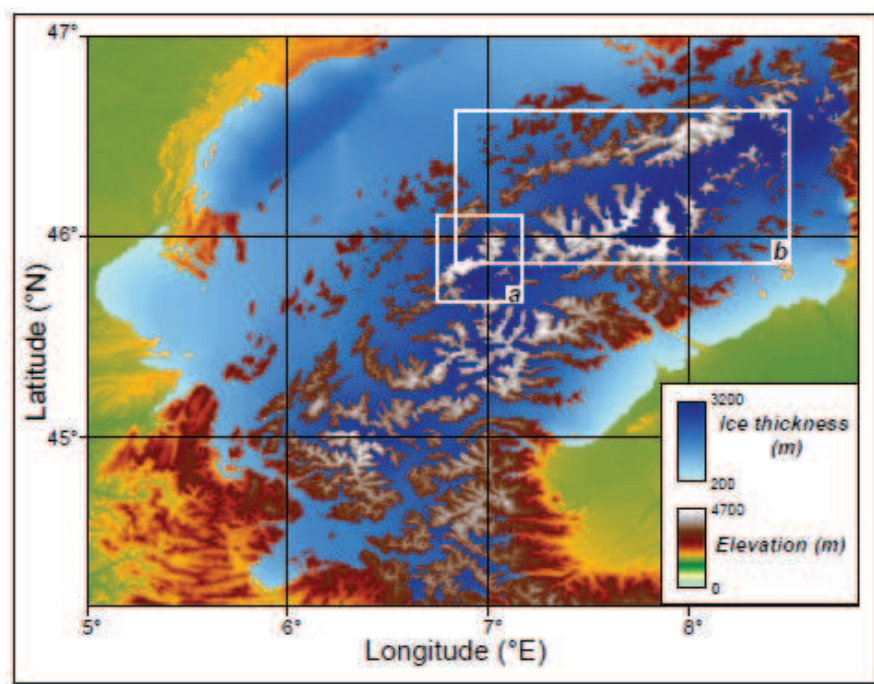 47°
46°
45°
Latitude (°N)
5°
6°
7°
8°
Longitude (°E)
a
b
3200
Ice thickness
(m)
200
4700
Elevation (m)
0